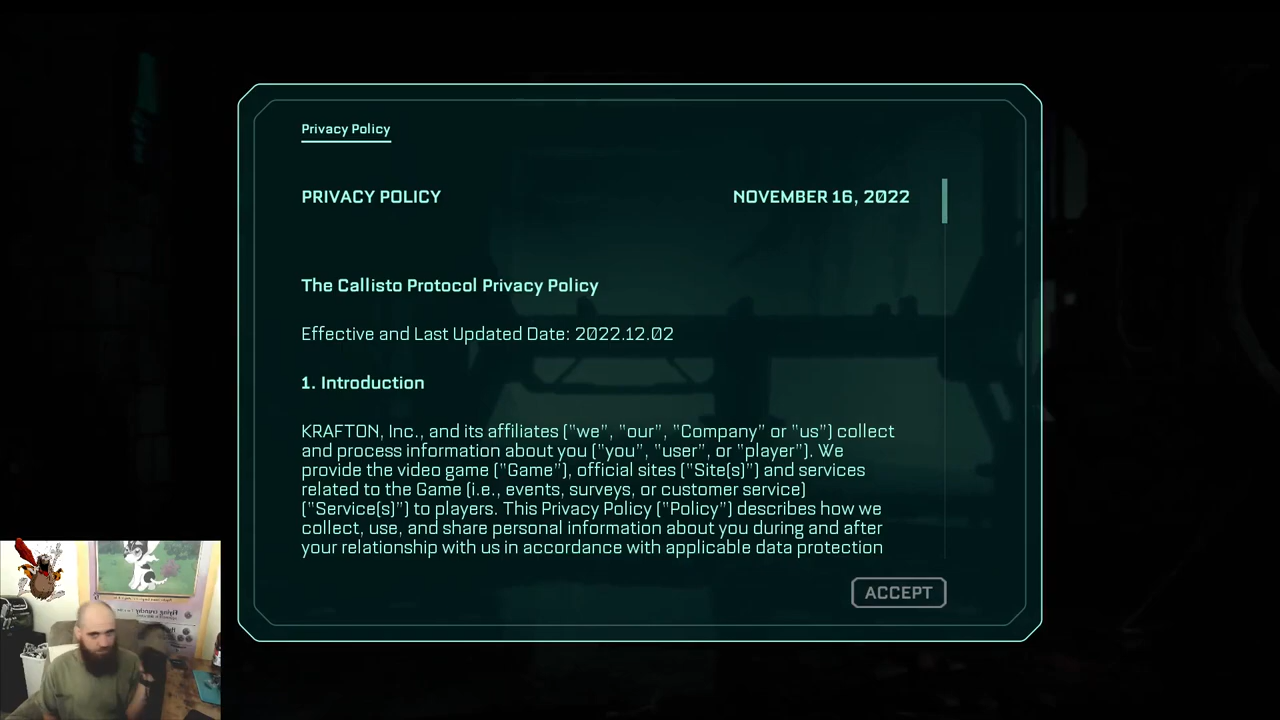 Privacy Policy
PRIVACY POLICY NOVEMBER 16, 2022
The Callisto Protocol Privacy Policy
Effective and Last Updated Date: 2022.12.02
1. Introduction
KRAFTON, Inc., and its affiliates ("we", "our", "Company" or "us") collect
and process information about you ("you", "user", or "player"). We
provide the video game ("Game"), official sites ("Site(s)") and services
related to the Game (i.e., events, surveys, or customer service)
("Service(s)") to players. This Privacy Policy ("Policy") describes how we
collect, use, and share personal information about you during and after
your relationship with us in accordance with applicable data protection
ACCEPT